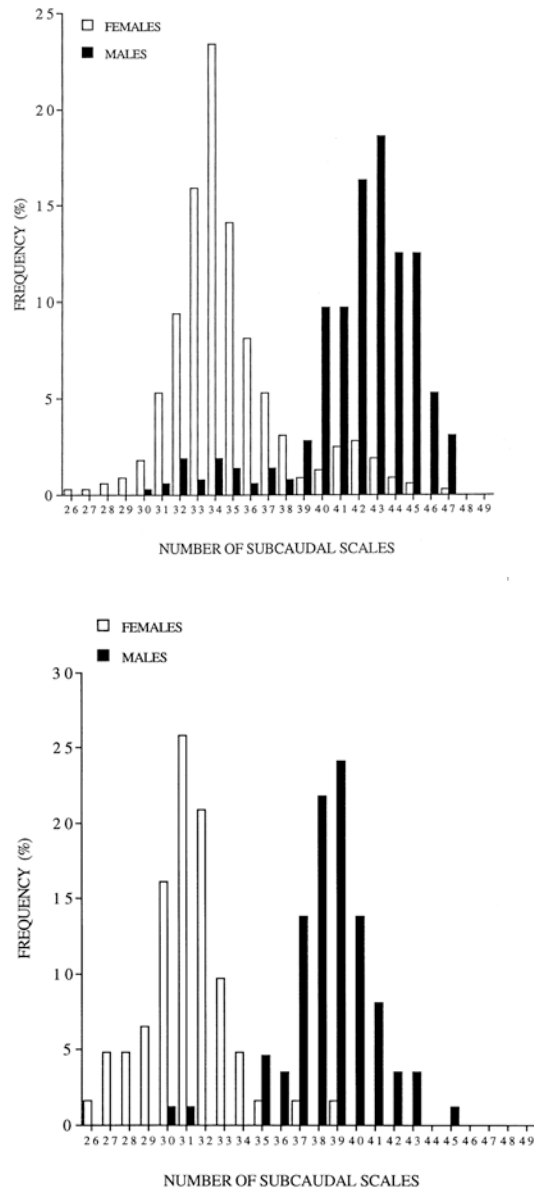 25
FEMALES
MALES
20
15
10
5
0
FREQUENCY (%)
26 27 28 29 30 31 32 33 34 35 36 37 38 39 40 41 42 43 44 45 46 47 48 49
NUMBER OF SUBCAUDAL SCALES
FEMALES
MALES
30
25
20
15
10
5
0
FREQUENCY (%)
26 27 28 29 30 31 32 33 34 35 36 37 38 39 40 41 42 43 44 45 46 47 48 49
NUMBER OF SUBCAUDAL SCALES